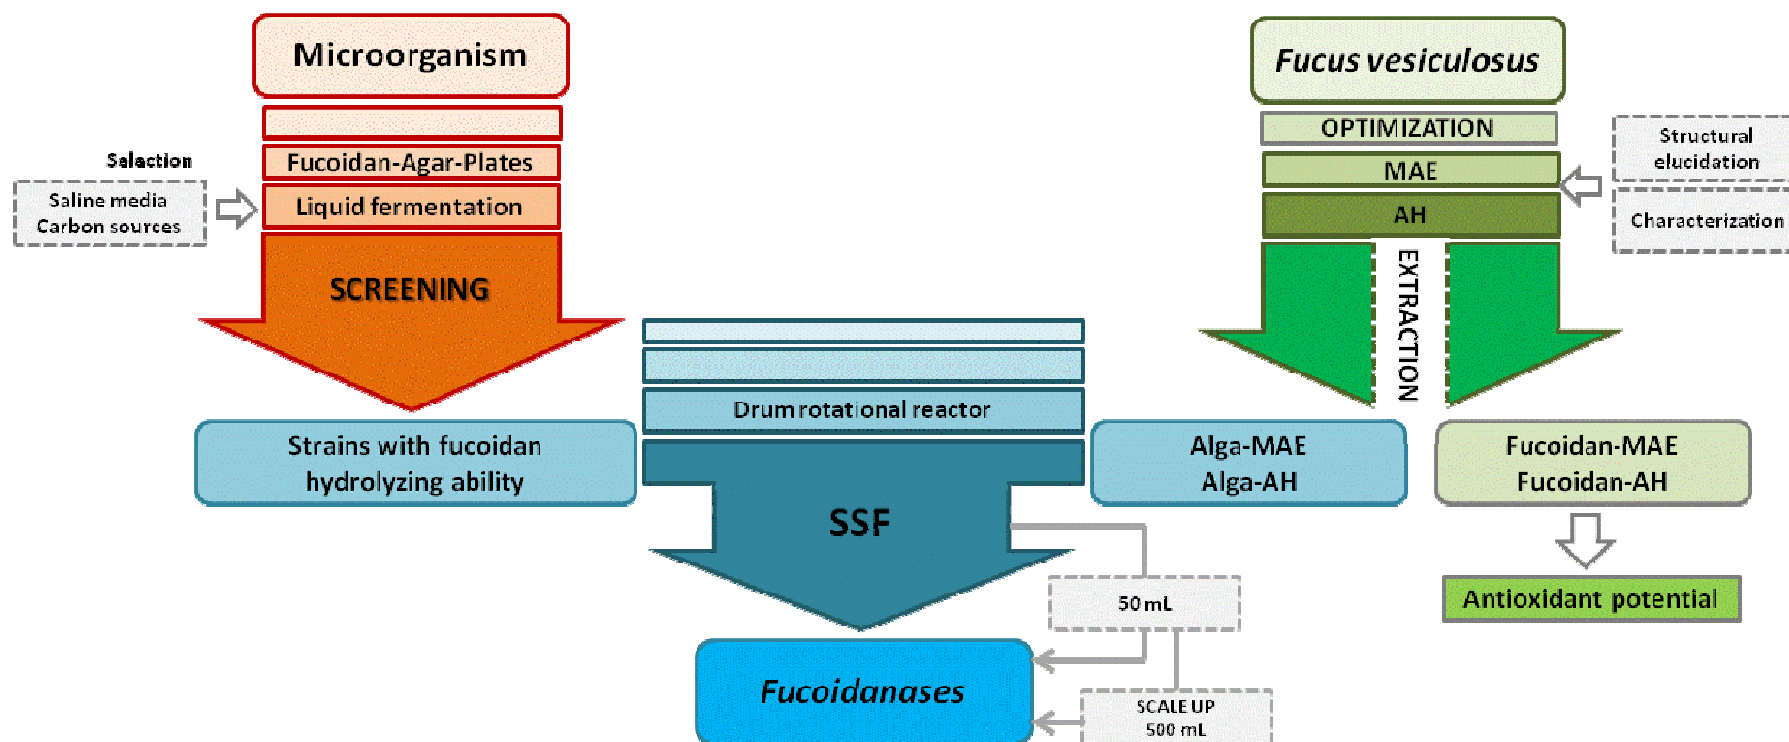 Microorganism
Fucoidan-Agar-Plates
Salaction
Saline media
Carbon sources
Liquid fermentation
SCREENING
Strains with fucoidan
hydrolyzing ability
Drum rotational reactor
SSF
50 mL
SCALE UP
500 mL
Fucoidanases
Fucus vesiculosus
OPTIMIZATION
MAE
AH
Structural
elucidation
Characterization
EXTRACTION
Alga-MAE
Alga-AH
Fucoidan-MAE
Fucoidan-AH
Antioxidant potential